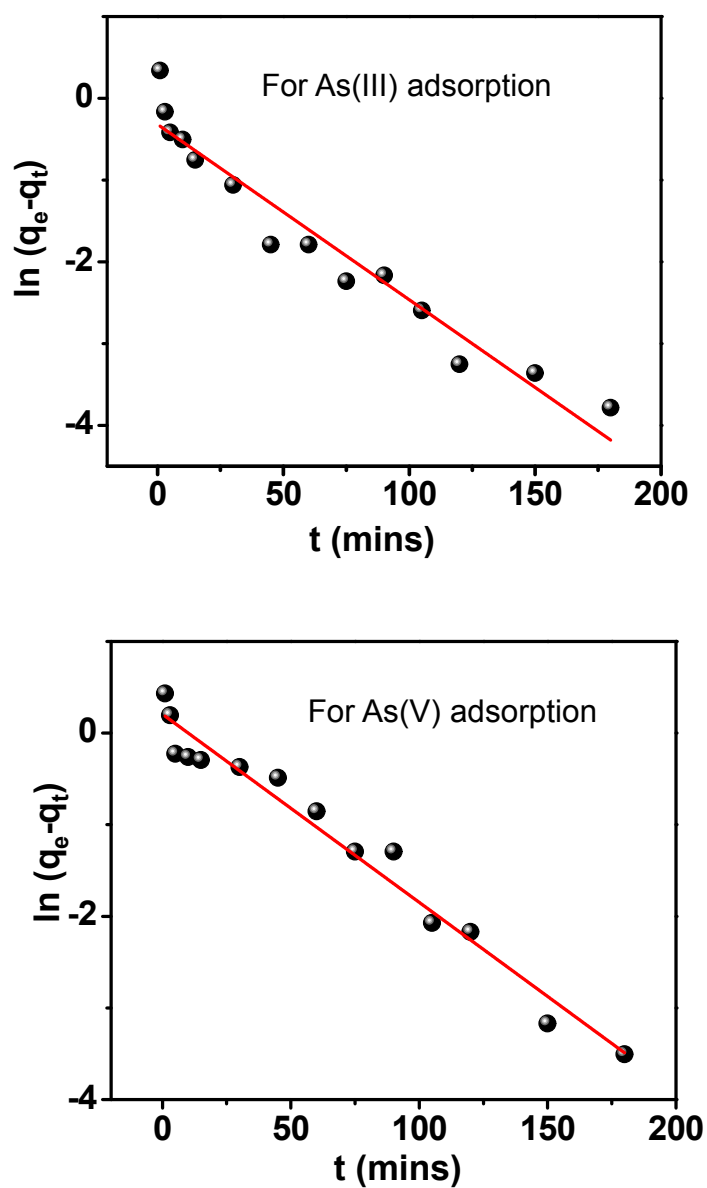 For As(III) adsorption
0
-2
-4
ln (qe-qt)
0 50 100 150 200
t (mins)
For As(V) adsorption
0
-2
-4
ln (qe-qt)
0 50 100 150 200
t (mins)